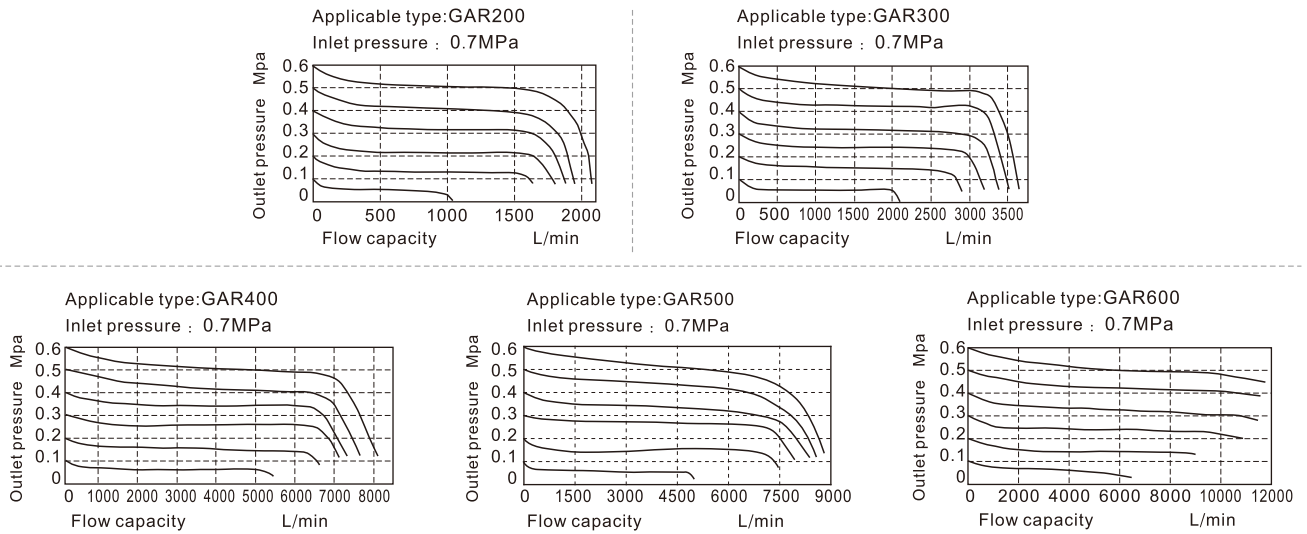 Applicable type:GAR200
Inlet pressure : 0.7MPa
Outlet pressure Mpa
0.6
0.5
0.4
0.3
0.2
0.1
0
0 500 1000 1500 2000
Flow capacity L/min
Applicable type:GAR300
Inlet pressure : 0.7MPa
Outlet pressure Mpa
0.6
0.5
0.4
0.3
0.2
0.1
0
0 500 1000 1500 2000 2500 3000 3500
Flow capacity L/min
Applicable type:GAR400
Inlet pressure : 0.7MPa
Outlet pressure Mpa
0.6
0.5
0.4
0.3
0.2
0.1
0
0 1000 2000 3000 4000 5000 6000 7000 8000
Flow capacity L/min
Applicable type:GAR500
Inlet pressure : 0.7MPa
Outlet pressure Mpa
0.6
0.5
0.4
0.3
0.2
0.1
0
0 1500 3000 4500 6000 7500 9000
Flow capacity L/min
Applicable type:GAR600
Inlet pressure : 0.7MPa
Outlet pressure Mpa
0.6
0.5
0.4
0.3
0.2
0.1
0
0 2000 4000 6000 8000 10000 12000
Flow capacity L/min